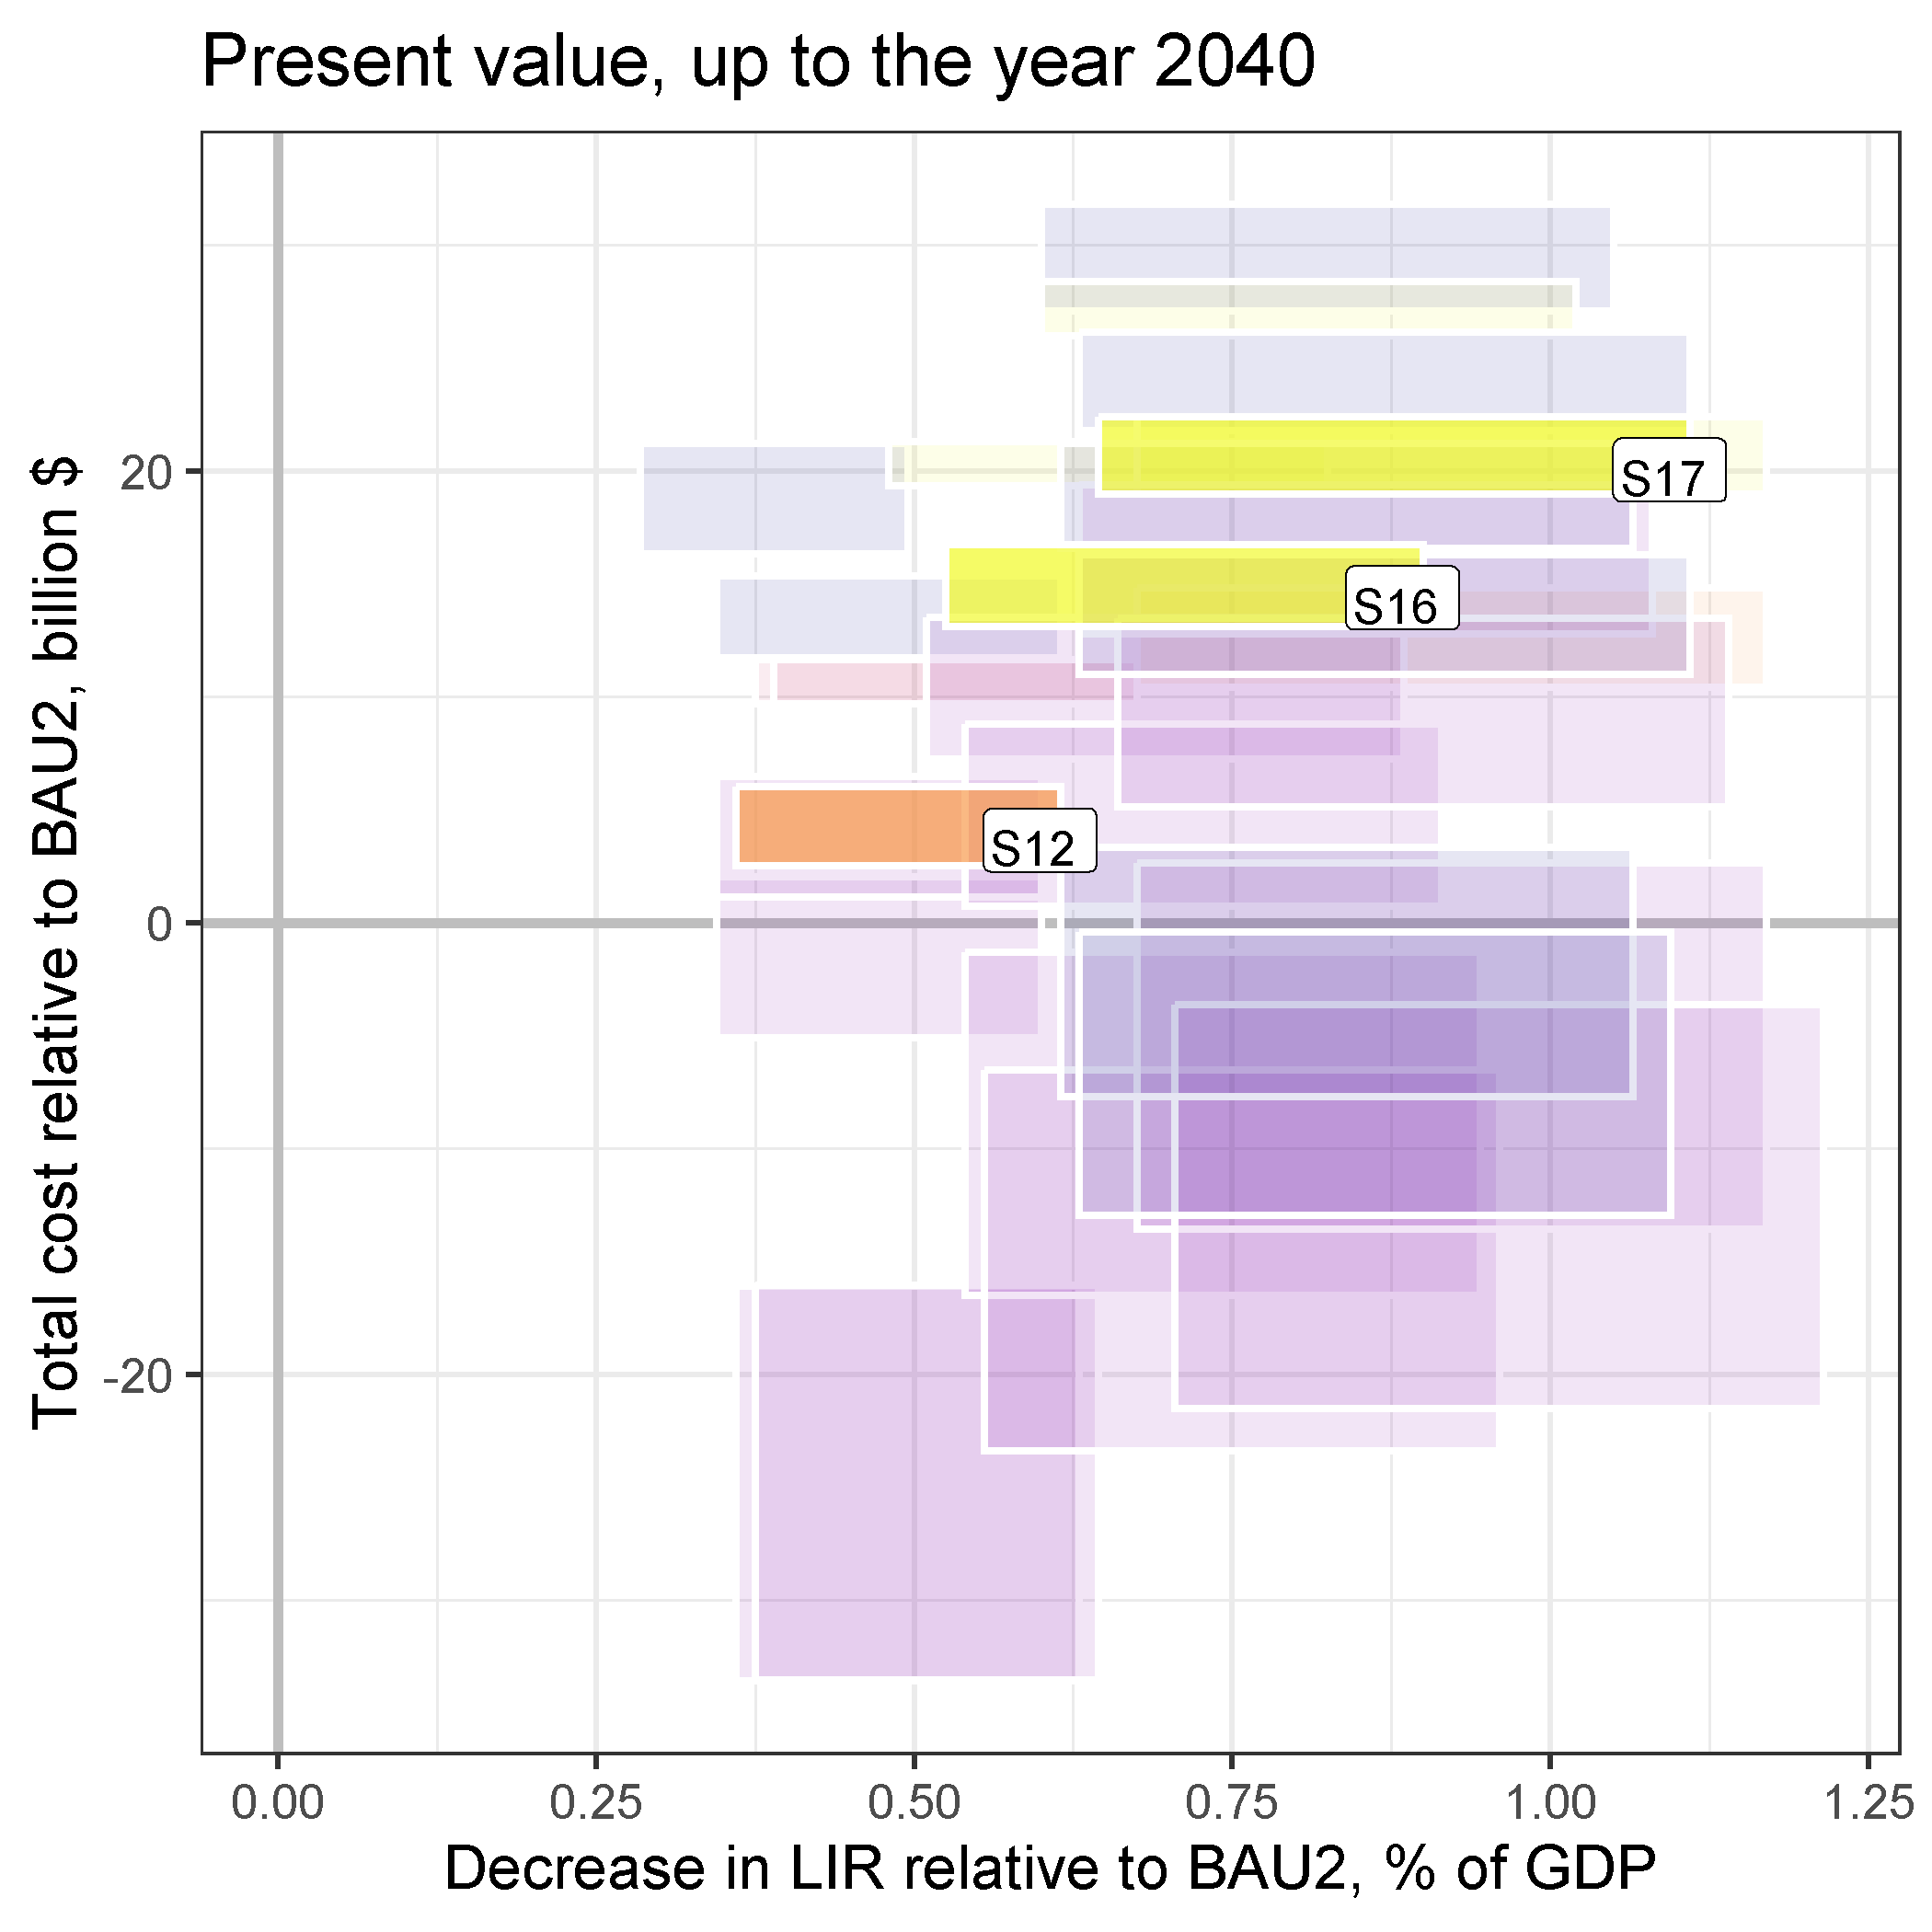 Present value, up to the year 2040
Total cost relative to BAU2, billion $
20
0
-20
S17
S16
S12
0.00 0.25 0.50 0.75 1.00 1.25
Decrease in LIR relative to BAU2, % of GDP